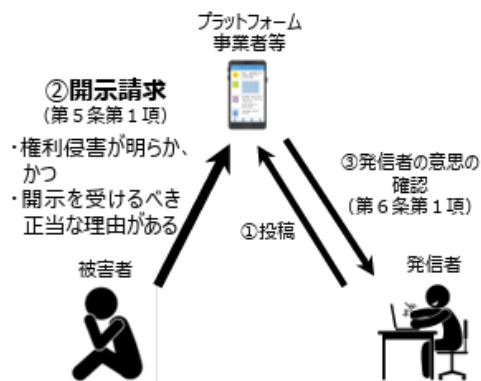 プラットフォーム
事業者等
②開示請求
（第５条第１項）
・権利侵害が明らか、
かつ
・開示を受けるべき
正当な理由がある
③発信者の意思の
確認
（第６条第１項）
①投稿
被害者
発信者